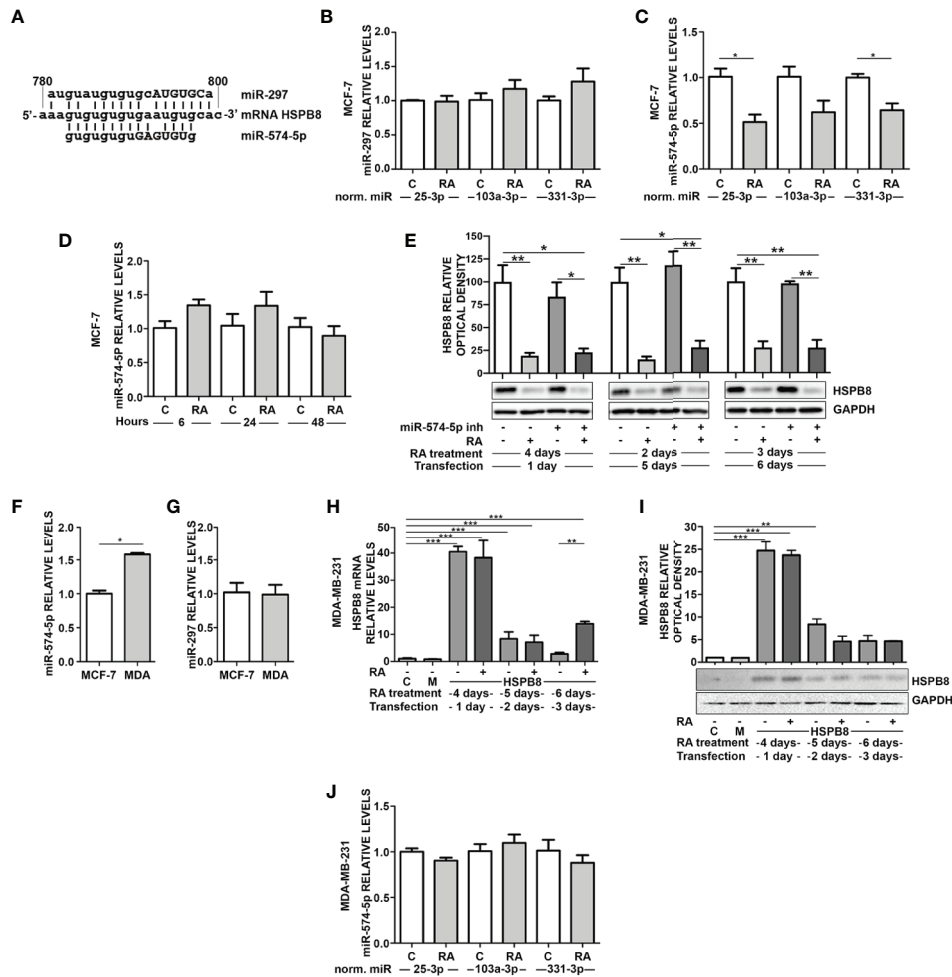 A
780 800
auguaugugugcAUGUGCa miR-297
5'- aaagugugugugaaugugcac -3' mRNA HSPB8
gugugugugAGUGUg miR-574-5p
B
MCF-7
miR-297 RELATIVE LEVELS
2.0
1.5
1.0
0.5
0.0
C RA C RA C RA
norm. miR 25-3p 103a-3p 331-3p
C
MCF-7
miR-574-5p RELATIVE LEVELS
1.5
1.0
0.5
0.0
* *
C RA C RA C RA
norm. miR 25-3p 103a-3p 331-3p
D
MCF-7
miR-574-5P RELATIVE LEVELS
2.0
1.5
1.0
0.5
0.0
C RA C RA C RA
Hours 6 24 48
E
HSPB8 RELATIVE
OPTICAL DENSITY
125
100
75
50
25
0
* * **
** * ** ** ** **
HSPB8
GAPDH
miR-574-5p inh - - + + - - + + - - + +
RA - + - + - + - + - + - +
RA treatment 4 days 2 days 3 days
Transfection 1 day 5 days 6 days
F
miR-574-5p RELATIVE LEVELS
2.0
1.5
1.0
0.5
0.0
*
MCF-7 MDA
G
miR-297 RELATIVE LEVELS
2.0
1.5
1.0
0.5
0.0
MCF-7 MDA
H
MDA-MB-231
HSPB8 mRNA
RELATIVE LEVELS
50
40
30
20
10
0
***
***
***
***
*** **
RA - - - + - + - +
C M HSPB8
RA treatment -4 days- -5 days- -6 days-
Transfection - 1 day - -2 days- -3 days-
I
MDA-MB-231
HSPB8 RELATIVE
OPTICAL DENSITY
30
25
20
15
10
5
0
**
***
***
HSPB8
GAPDH
RA - - - + - + - +
C M HSPB8
RA treatment -4 days- -5 days- -6 days-
Transfection - 1 day - -2 days- -3 days-
J
MDA-MB-231
miR-574-5p RELATIVE LEVELS
2.0
1.5
1.0
0.5
0.0
C RA C RA C RA
norm. miR 25-3p 103a-3p 331-3p